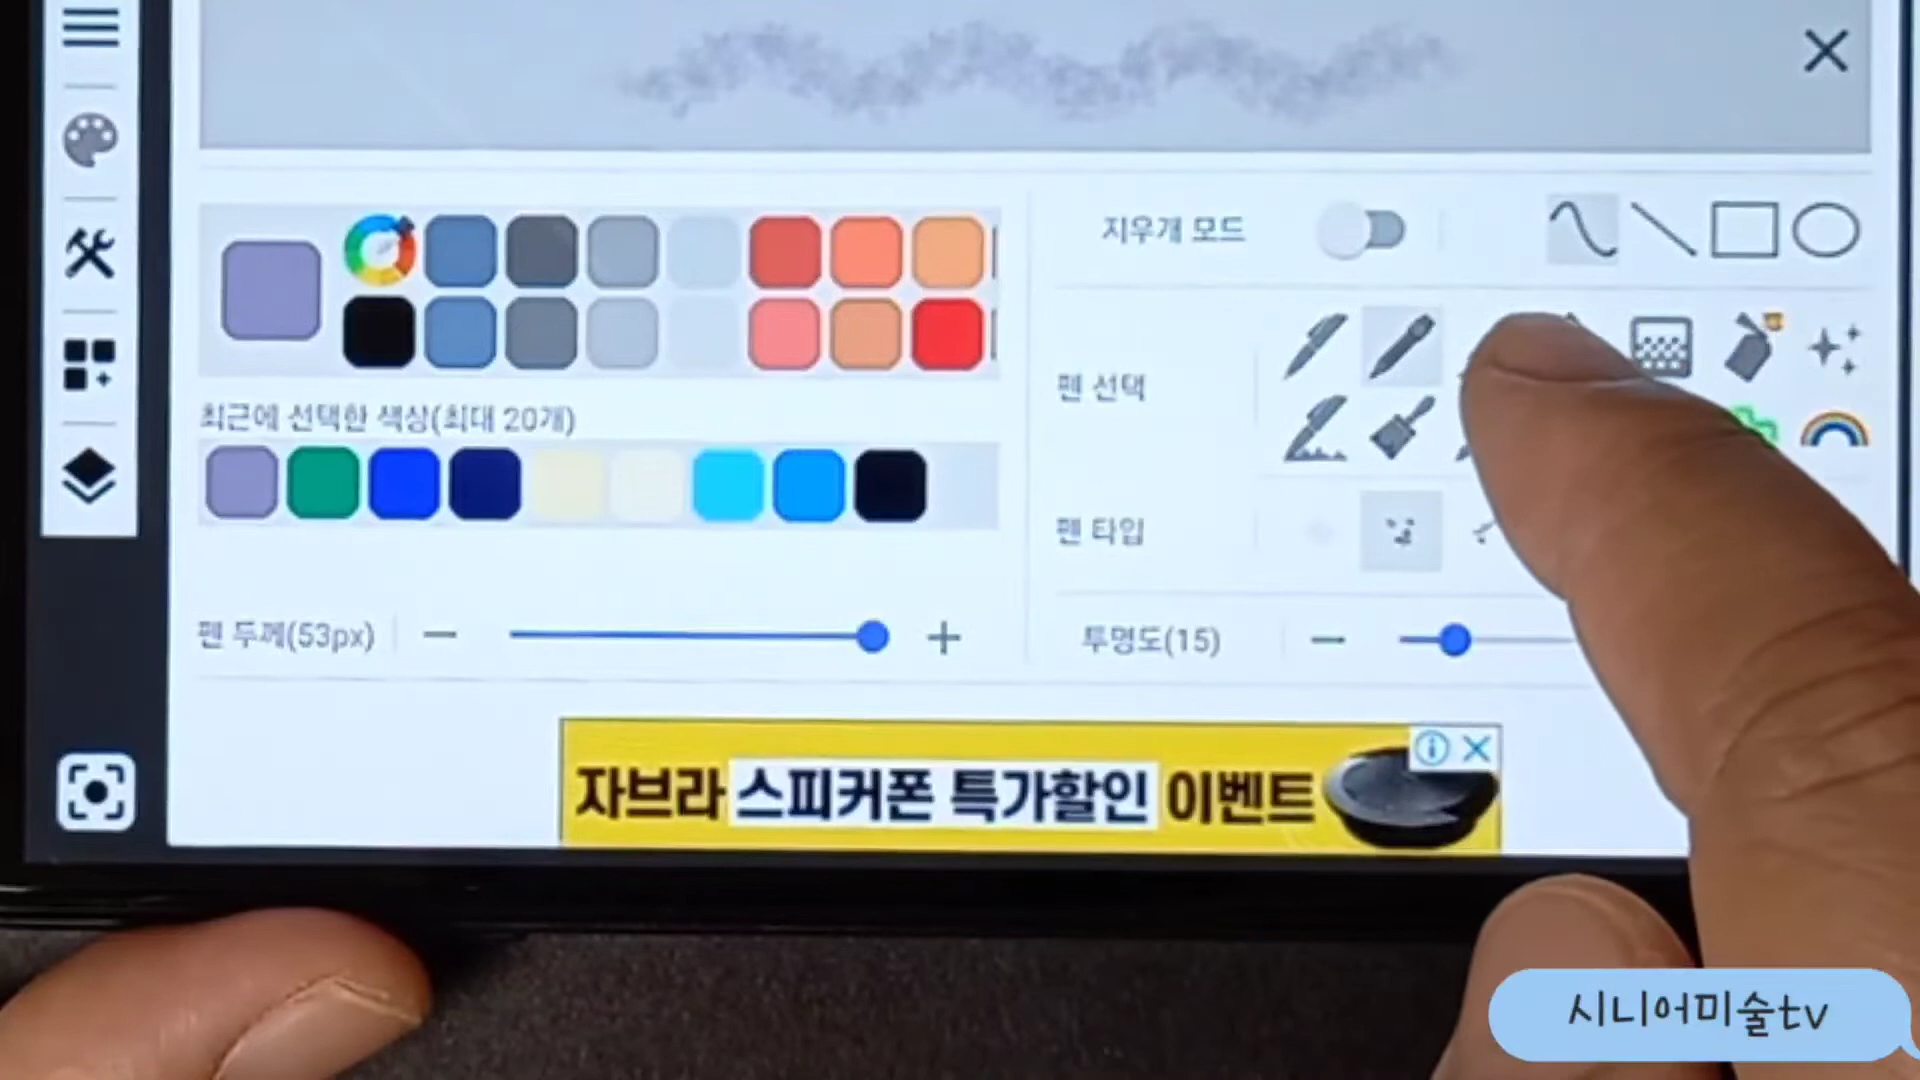 지우개 모드
펜 선택
최근에 선택한 색상(최대 20개)
펜 타입
펜 두께(53px)
투명도(15)
자브라 스피커폰 특가할인 이벤트
시니어미술tv